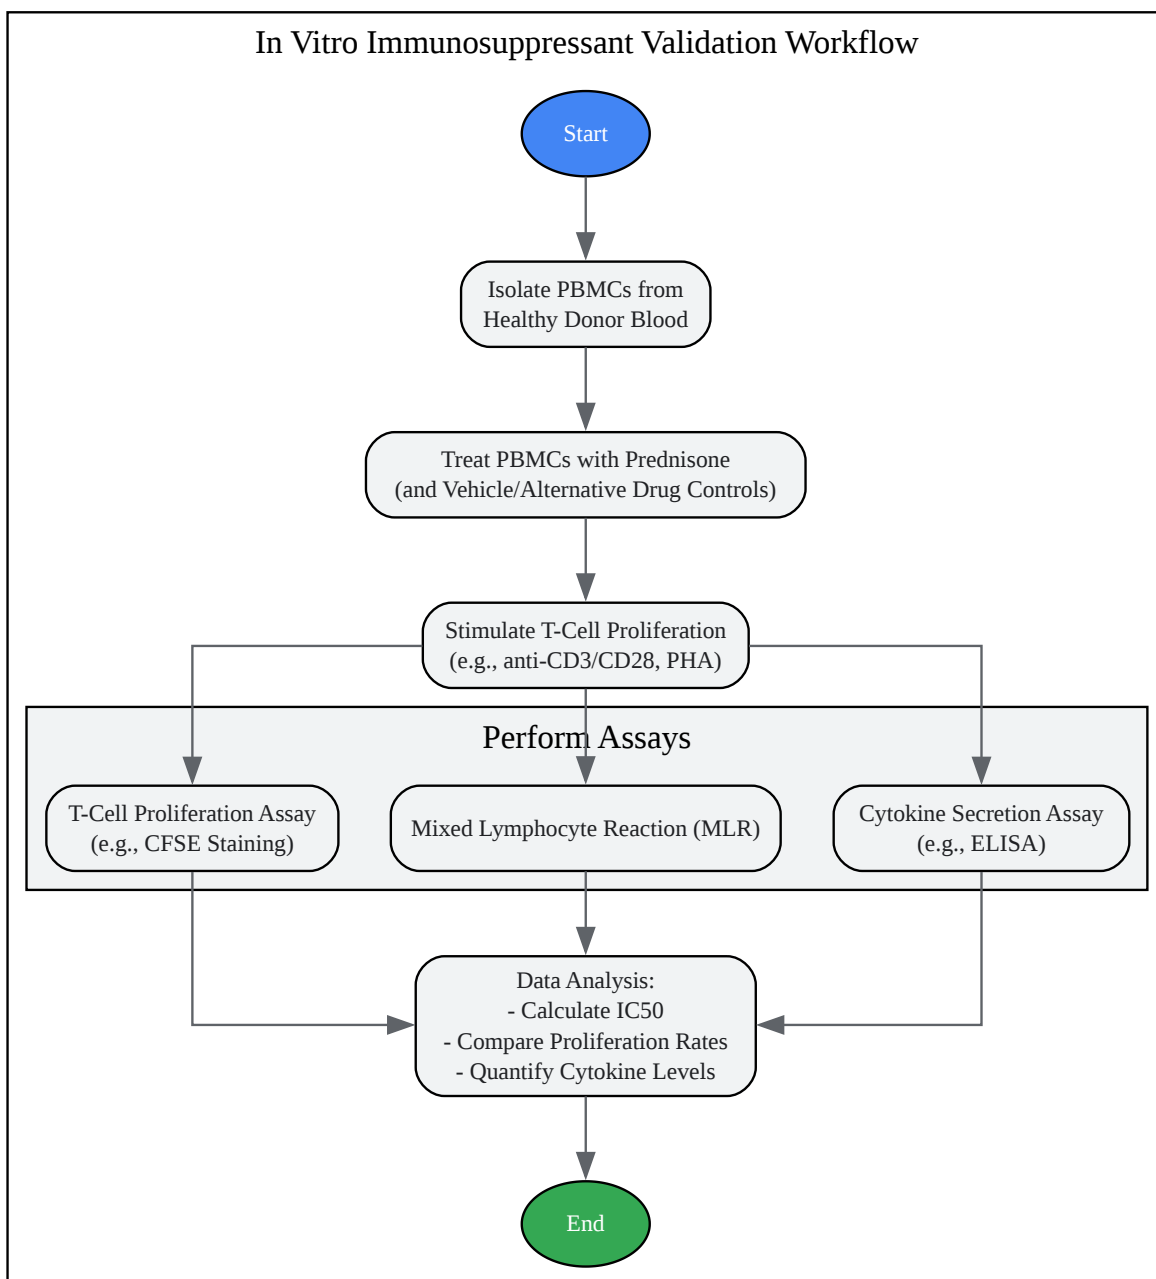 In Vitro Immunosuppressant Validation Workflow
Start
Isolate PBMCs from
Healthy Donor Blood
Treat PBMCs with Prednisone
(and Vehicle/Alternative Drug Controls)
Stimulate T-Cell Proliferation
(e.g., anti-CD3/CD28, PHA)
Perform Assays
T-Cell Proliferation Assay
(e.g., CFSE Staining)
Mixed Lymphocyte Reaction (MLR)
Cytokine Secretion Assay
(e.g., ELISA)
Data Analysis:
- Calculate IC50
- Compare Proliferation Rates
- Quantify Cytokine Levels
End